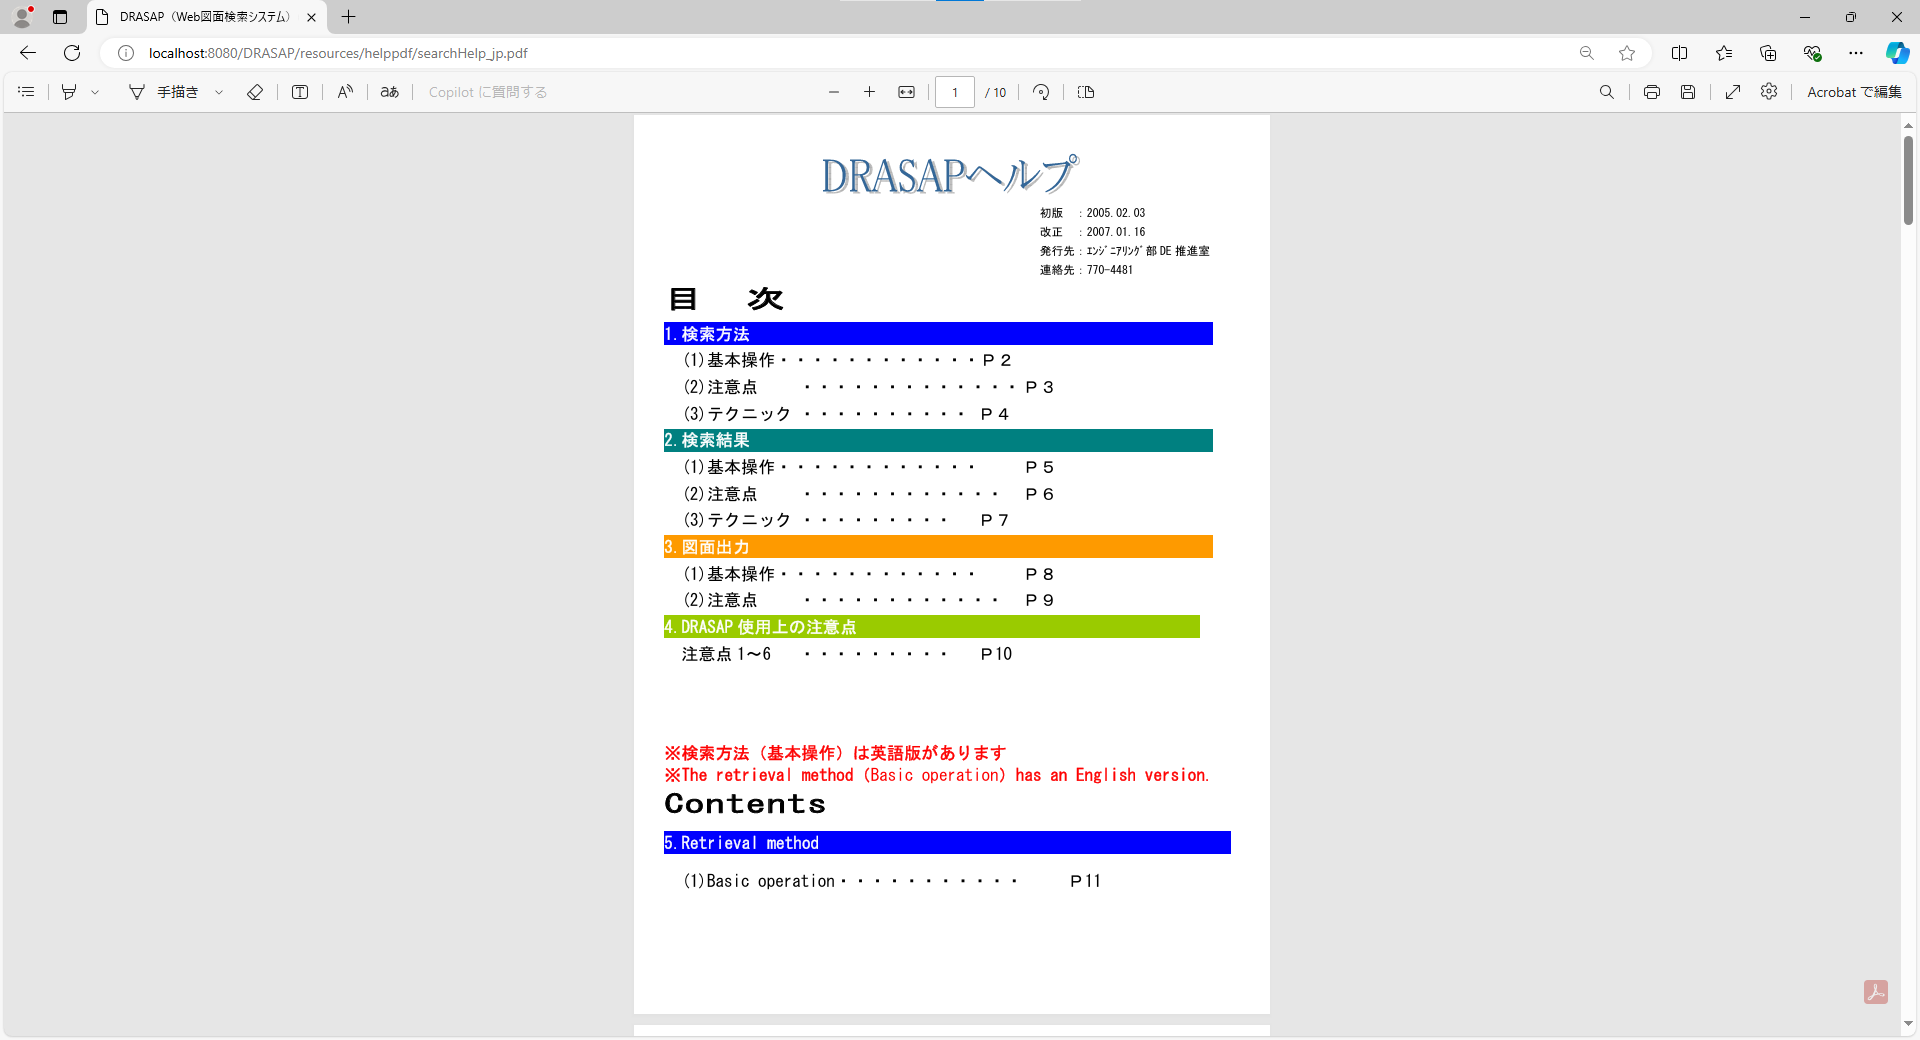 DRASAP（Web図面検索システム）
localhost:8080/DRASAP/resources/helppdf/searchHelp_jp.pdf
手描き
aあ
Copilot に質問する
1 / 10
Acrobat で編集
DRASAPヘルプ
初版 ：2005.02.03
改正 ：2007.01.16
発行先：ｴﾝｼﾞﾆｱﾘﾝｸﾞ部 DE 推進室
連絡先：770-4481
目　次
1.検索方法
(1)基本操作・・・・・・・・・・・・Ｐ２
(2)注意点　・・・・・・・・・・・・・Ｐ３
(3)テクニック ・・・・・・・・・・ Ｐ４
2.検索結果
(1)基本操作・・・・・・・・・・・・　Ｐ５
(2)注意点　・・・・・・・・・・・・　Ｐ６
(3)テクニック ・・・・・・・・・　Ｐ７
3.図面出力
(1)基本操作・・・・・・・・・・・・　Ｐ８
(2)注意点　・・・・・・・・・・・・　Ｐ９
4.DRASAP 使用上の注意点
注意点 1～6　・・・・・・・・・　Ｐ10
※検索方法（基本操作）は英語版があります
※The retrieval method (Basic operation) has an English version.
Contents
5.Retrieval method
(1)Basic operation・・・・・・・・・・・　Ｐ11